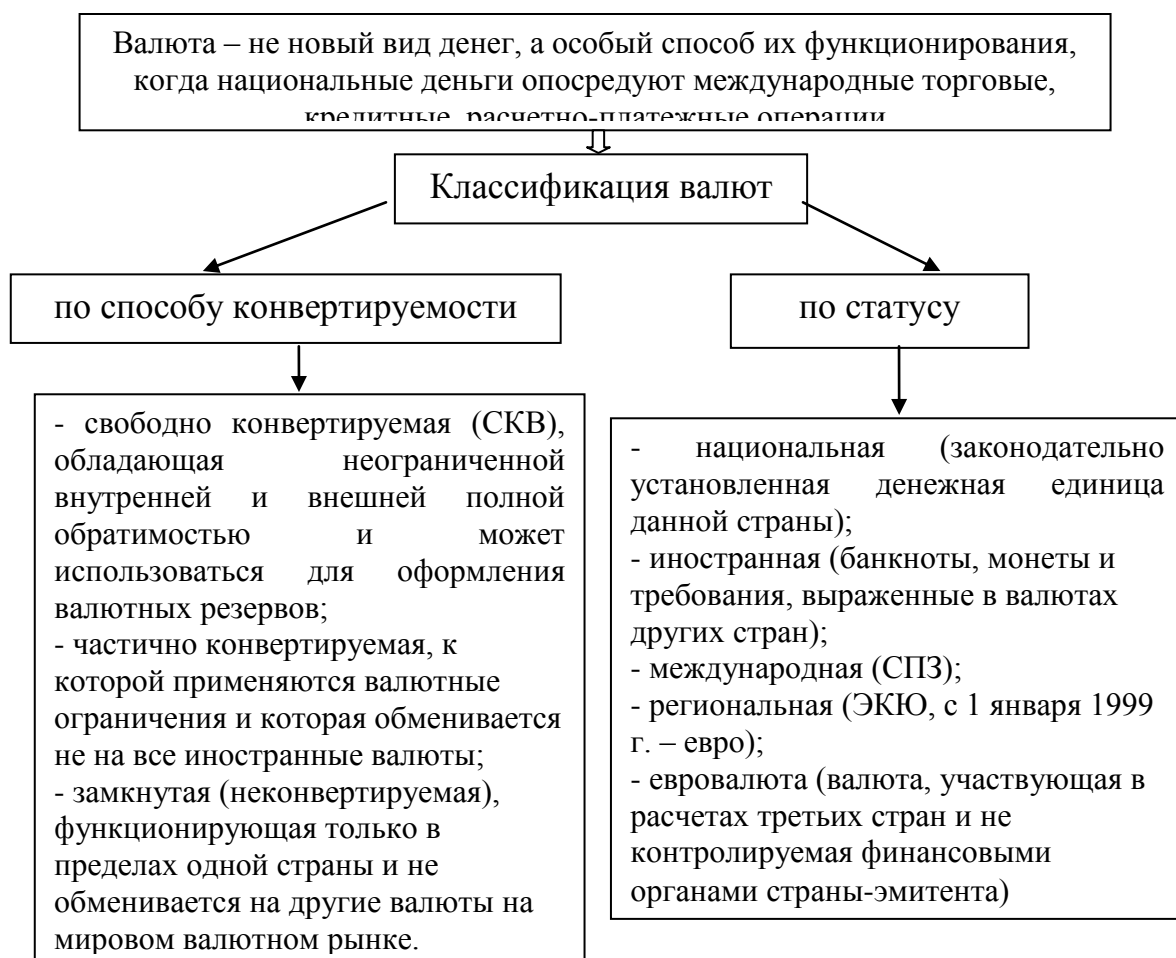 Валюта – не новый вид денег, а особый способ их функционирования,
когда национальные деньги опосредуют международные торговые,
кредитные, расчетно-платежные операции
Классификация валют
по способу конвертируемости
по статусу
- свободно конвертируемая (СКВ),
обладающая неограниченной
внутренней и внешней полной
обратимостью и может
использоваться для оформления
валютных резервов;
- частично конвертируемая, к
которой применяются валютные
ограничения и которая обменивается
не на все иностранные валюты;
- замкнутая (неконвертируемая),
функционирующая только в
пределах одной страны и не
обменивается на другие валюты на
мировом валютном рынке.
- национальная (законодательно
установленная денежная единица
данной страны);
- иностранная (банкноты, монеты и
требования, выраженные в валютах
других стран);
- международная (СПЗ);
- региональная (ЭКЮ, с 1 января 1999
г. – евро);
- евровалюта (валюта, участвующая в
расчетах третьих стран и не
контролируемая финансовыми
органами страны-эмитента)